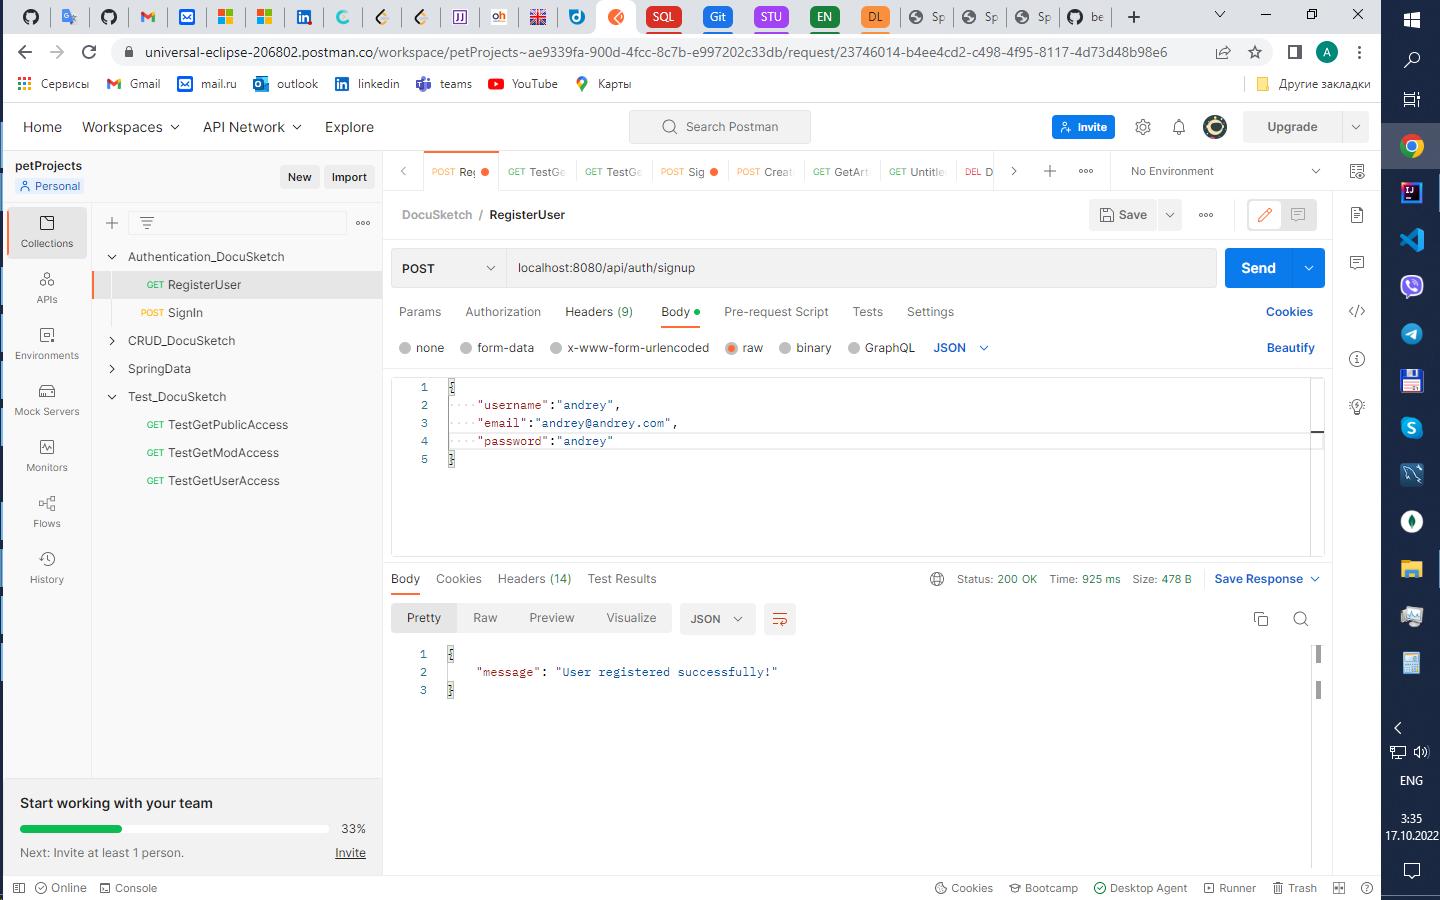 SQL
Git
STU
EN
DL
Sp
Sp
Sp
be
universal-eclipse-206802.postman.co/workspace/petProjects~ae9339fa-900d-4fcc-8c7b-e997202c33db/request/23746014-b4ee4cd2-c498-4f95-8117-4d73d48b98e6
A
Сервисы
Gmail
mail.ru
outlook
linkedin
teams
YouTube
Карты
Другие закладки
Home
Workspaces
API Network
Explore
Search Postman
Invite
Upgrade
petProjects
Personal
New
Import
POST Reg
GET TestGe
GET TestGe
POST Sig
POST Create
GET GetArt
GET Untitle
DEL D
No Environment
Collections
APIs
Environments
Mock Servers
Monitors
Flows
History
Authentication_DocuSketch
GET RegisterUser
POST SignIn
CRUD_DocuSketch
SpringData
Test_DocuSketch
GET TestGetPublicAccess
GET TestGetModAccess
GET TestGetUserAccess
DocuSketch / RegisterUser
Save
POST
localhost:8080/api/auth/signup
Send
Params
Authorization
Headers (9)
Body
Pre-request Script
Tests
Settings
Cookies
none
form-data
x-www-form-urlencoded
raw
binary
GraphQL
JSON
Beautify
1 {
2 "username":"andrey",
3 "email":"andrey@andrey.com",
4 "password":"andrey"
5 }
Body
Cookies
Headers (14)
Test Results
Status: 200 OK
Time: 925 ms
Size: 478 B
Save Response
Pretty
Raw
Preview
Visualize
JSON
1 {
2 "message": "User registered successfully!"
3 }
Start working with your team
33%
Next: Invite at least 1 person.
Invite
Online
Console
Cookies
Bootcamp
Desktop Agent
Runner
Trash
ENG
3:35
17.10.2022